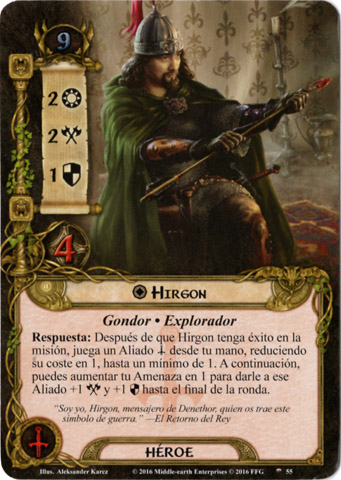 9
2
2
1
4
Hirgon
Gondor • Explorador
Respuesta: Después de que Hirgon tenga éxito en la
misión, juega un Aliado desde tu mano, reduciendo
su coste en 1, hasta un mínimo de 1. A continuación,
puedes aumentar tu Amenaza en 1 para darle a ese
Aliado +1 y +1 hasta el final de la ronda.
"Soy yo, Hirgon, mensajero de Denethor, quien os trae este
símbolo de guerra." —El Retorno del Rey
HÉROE
Illus. Aleksander Karcz
© 2016 Middle-earth Enterprises © 2016 FFG
55